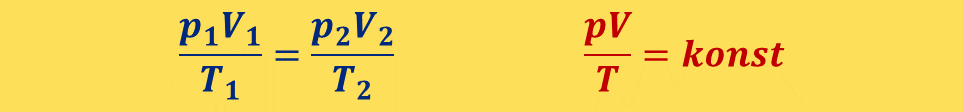 p₁V₁/T₁ = p₂V₂/T₂
pV/T = konst